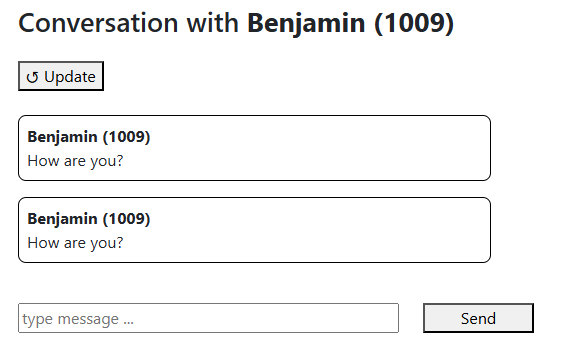 Conversation with Benjamin (1009)
↺ Update
Benjamin (1009)
How are you?
Benjamin (1009)
How are you?
type message ...
Send